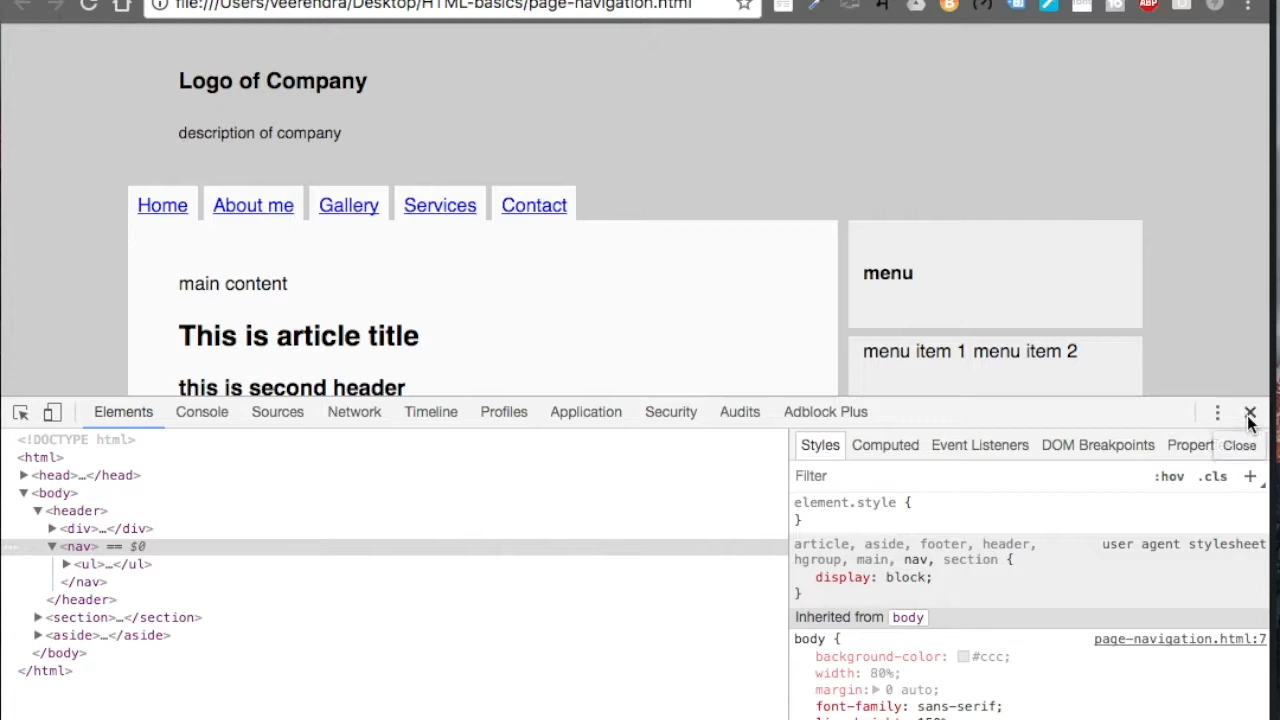 file:///Users/veerendra/Desktop/HTML-basics/page-navigation.html
Logo of Company
description of company
Home About me Gallery Services Contact
main content
This is article title
this is second header
menu
menu item 1 menu item 2
Elements Console Sources Network Timeline Profiles Application Security Audits Adblock Plus
<!DOCTYPE html>
<html>
<head>…</head>
<body>
<header>
<div>…</div>
<nav> == $0
<ul>…</ul>
</nav>
</header>
<section>…</section>
<aside>…</aside>
</body>
</html>
Styles Computed Event Listeners DOM Breakpoints Propert Close
Filter :hov .cls +
element.style {
}
article, aside, footer, header, user agent stylesheet
hgroup, main, nav, section {
display: block;
}
Inherited from body
body { page-navigation.html:7
background-color: #ccc;
width: 80%;
margin: 0 auto;
font-family: sans-serif;